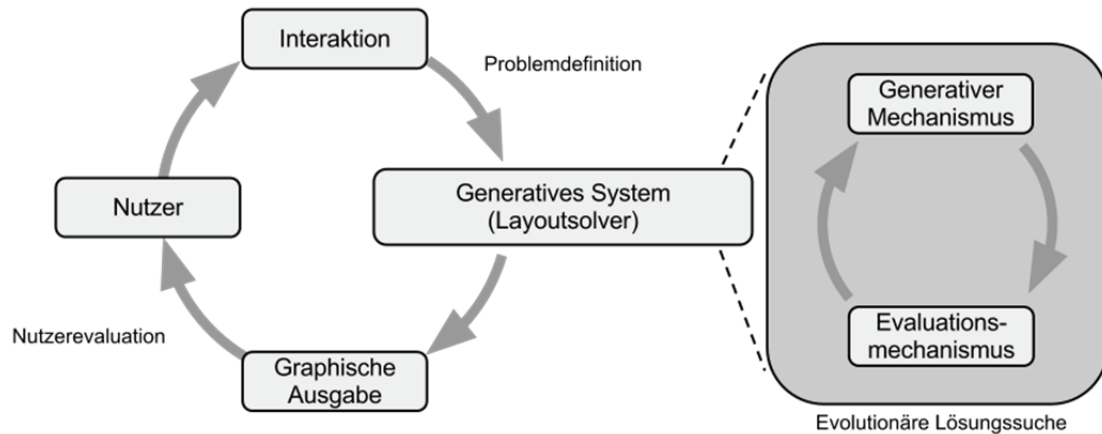 Interaktion
Problemdefinition
Generativer
Mechanismus
Nutzer
Generatives System
(Layoutsolver)
Nutzerevaluation
Graphische
Ausgabe
Evaluations-
mechanismus
Evolutionäre Lösungssuche